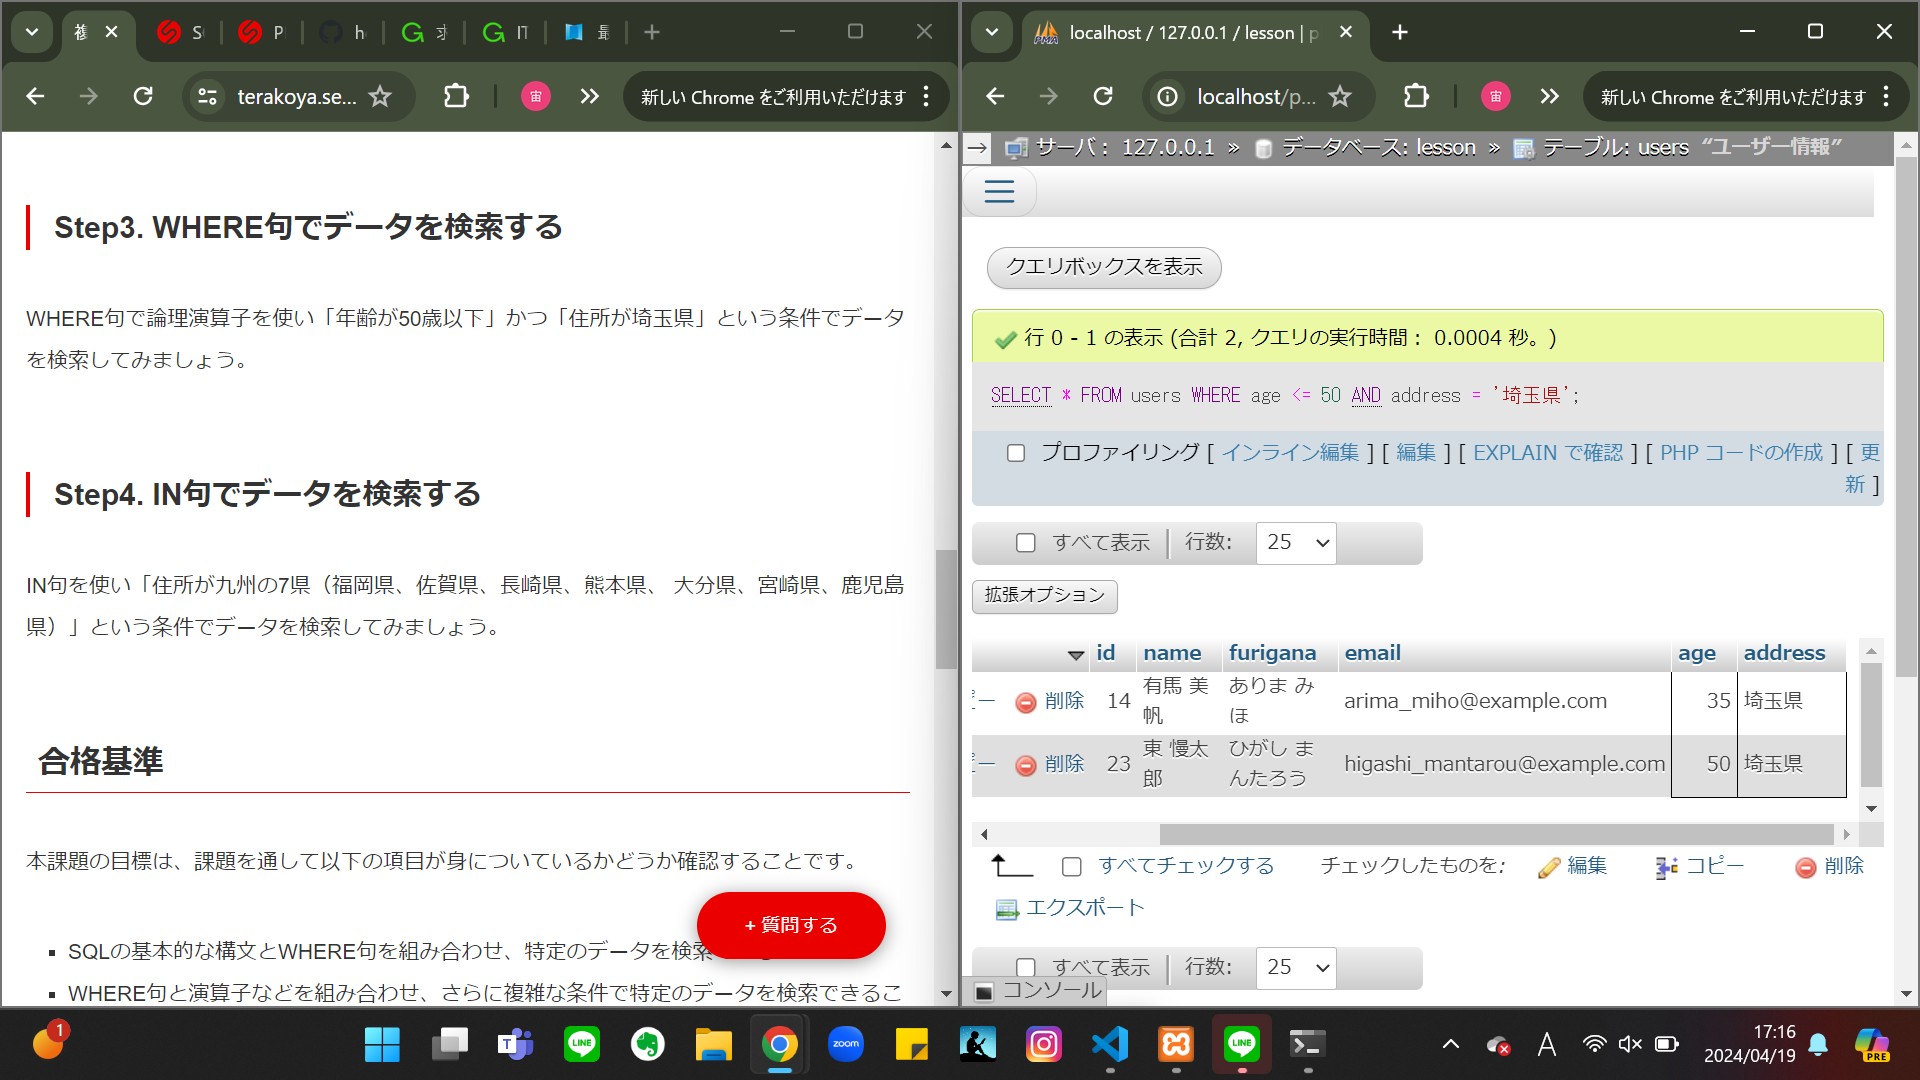 複
terakoya.se...
宙
新しい Chrome をご利用いただけます
Step3. WHERE句でデータを検索する
WHERE句で論理演算子を使い「年齢が50歳以下」かつ「住所が埼玉県」という条件でデータ
を検索してみましょう。
Step4. IN句でデータを検索する
IN句を使い「住所が九州の7県（福岡県、佐賀県、長崎県、熊本県、 大分県、宮崎県、鹿児島
県）」という条件でデータを検索してみましょう。
合格基準
本課題の目標は、課題を通して以下の項目が身についているかどうか確認することです。
+ 質問する
SQLの基本的な構文とWHERE句を組み合わせ、特定のデータを検索
WHERE句と演算子などを組み合わせ、さらに複雑な条件で特定のデータを検索できるこ
localhost / 127.0.0.1 / lesson | p
localhost/p...
宙
新しい Chrome をご利用いただけます
サーバ： 127.0.0.1 » データベース: lesson » テーブル: users “ユーザー情報”
クエリボックスを表示
行 0 - 1 の表示 (合計 2, クエリの実行時間： 0.0004 秒。)
SELECT * FROM users WHERE age <= 50 AND address = '埼玉県';
プロファイリング [ インライン編集 ] [ 編集 ] [ EXPLAIN で確認 ] [ PHP コードの作成 ] [ 更
新 ]
すべて表示 行数: 25
拡張オプション
id name furigana email age address
ピー 削除 14 有馬 美帆 ありま みほ arima_miho@example.com 35 埼玉県
ピー 削除 23 東 慢太郎 ひがし まんたろう higashi_mantarou@example.com 50 埼玉県
すべてチェックする チェックしたものを: 編集 コピー 削除
エクスポート
すべて表示 行数: 25
コンソール
1
LINE
zoom
LINE
A
17:16
2024/04/19
PRE